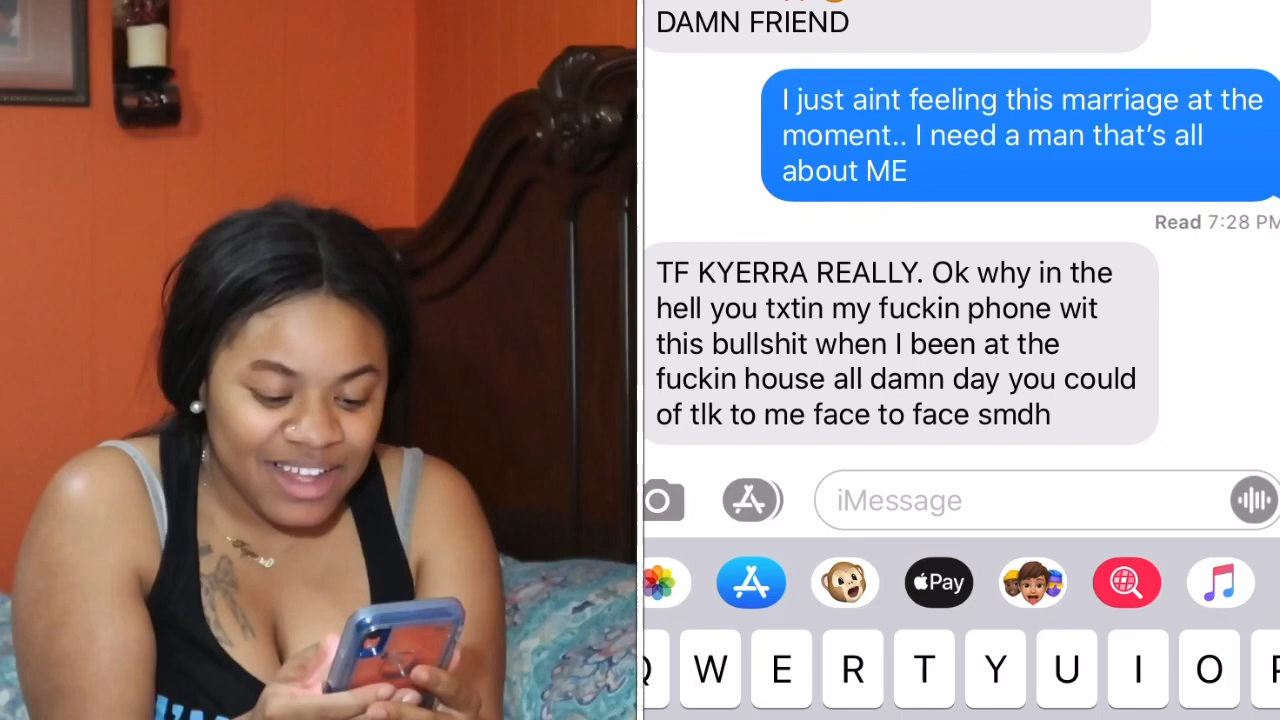 DAMN FRIEND
I just aint feeling this marriage at the
moment.. I need a man that's all
about ME
Read 7:28 PM
TF KYERRA REALLY. Ok why in the
hell you txtin my fuckin phone wit
this bullshit when I been at the
fuckin house all damn day you could
of tlk to me face to face smdh
iMessage
Pay
Q W E R T Y U I O P